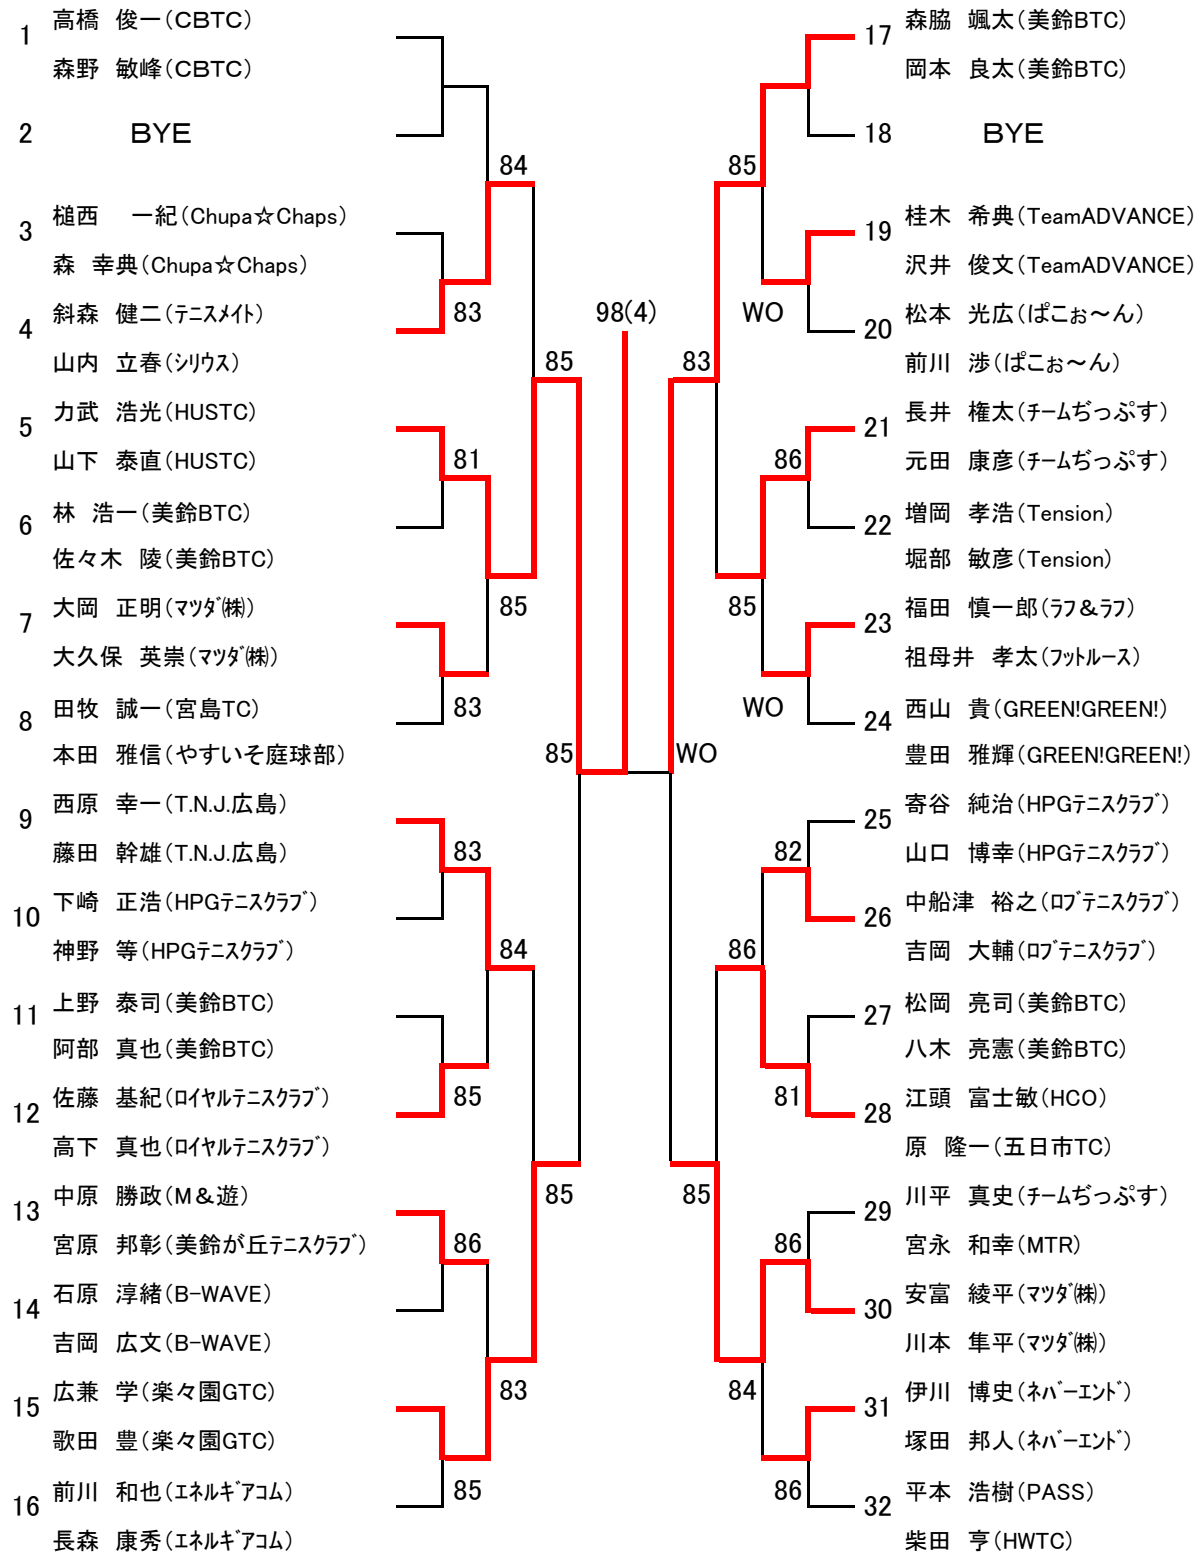 1 高橋 俊一(CBTC)
森野 敏峰(CBTC)
2 BYE
84
3 槌西 一紀(Chupa☆Chaps)
森 幸典(Chupa☆Chaps)
83
4 斜森 健二(テニスメイト)
山内 立春(シリウス)
85
5 力武 浩光(HUSTC)
山下 泰直(HUSTC)
81
6 林 浩一(美鈴BTC)
佐々木 陵(美鈴BTC)
85
7 大岡 正明(マツダ㈱)
大久保 英崇(マツダ㈱)
83
8 田牧 誠一(宮島TC)
本田 雅信(やすいそ庭球部)
85
9 西原 幸一(T.N.J.広島)
藤田 幹雄(T.N.J.広島)
83
10 下崎 正浩(HPGテニスクラブ)
神野 等(HPGテニスクラブ)
84
11 上野 泰司(美鈴BTC)
阿部 真也(美鈴BTC)
85
12 佐藤 基紀(ロイヤルテニスクラブ)
高下 真也(ロイヤルテニスクラブ)
85
13 中原 勝政(M&遊)
宮原 邦彰(美鈴が丘テニスクラブ)
86
14 石原 淳緒(B-WAVE)
吉岡 広文(B-WAVE)
83
15 広兼 学(楽々園GTC)
歌田 豊(楽々園GTC)
85
16 前川 和也(エネルギアコム)
長森 康秀(エネルギアコム)
98(4)
17 森脇 颯太(美鈴BTC)
岡本 良太(美鈴BTC)
18 BYE
85
19 桂木 希典(TeamADVANCE)
沢井 俊文(TeamADVANCE)
WO
20 松本 光広(ぱこぉ~ん)
前川 渉(ぱこぉ~ん)
83
21 長井 権太(チームぢっぷす)
元田 康彦(チームぢっぷす)
86
22 増岡 孝浩(Tension)
堀部 敏彦(Tension)
85
23 福田 慎一郎(ラフ&ラフ)
祖母井 孝太(フットルース)
WO
24 西山 貴(GREEN!GREEN!)
豊田 雅輝(GREEN!GREEN!)
WO
25 寄谷 純治(HPGテニスクラブ)
山口 博幸(HPGテニスクラブ)
82
26 中船津 裕之(ロブテニスクラブ)
吉岡 大輔(ロブテニスクラブ)
86
27 松岡 亮司(美鈴BTC)
八木 亮憲(美鈴BTC)
81
28 江頭 富士敏(HCO)
原 隆一(五日市TC)
85
29 川平 真史(チームぢっぷす)
宮永 和幸(MTR)
86
30 安富 綾平(マツダ㈱)
川本 隼平(マツダ㈱)
84
31 伊川 博史(ネバーエンド)
塚田 邦人(ネバーエンド)
86
32 平本 浩樹(PASS)
柴田 亨(HWTC)